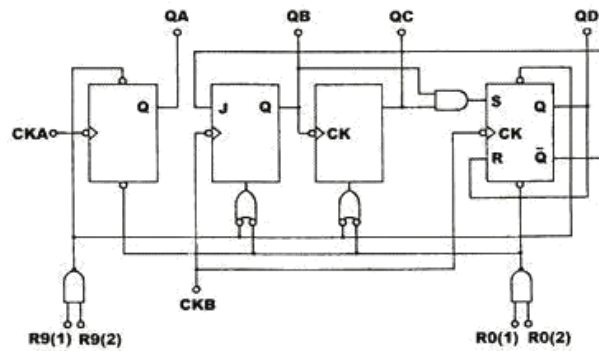 QA QB QC QD
Q J Q S Q
CKA CK CK
R Q̄
CKB
R9(1) R9(2) R0(1) R0(2)